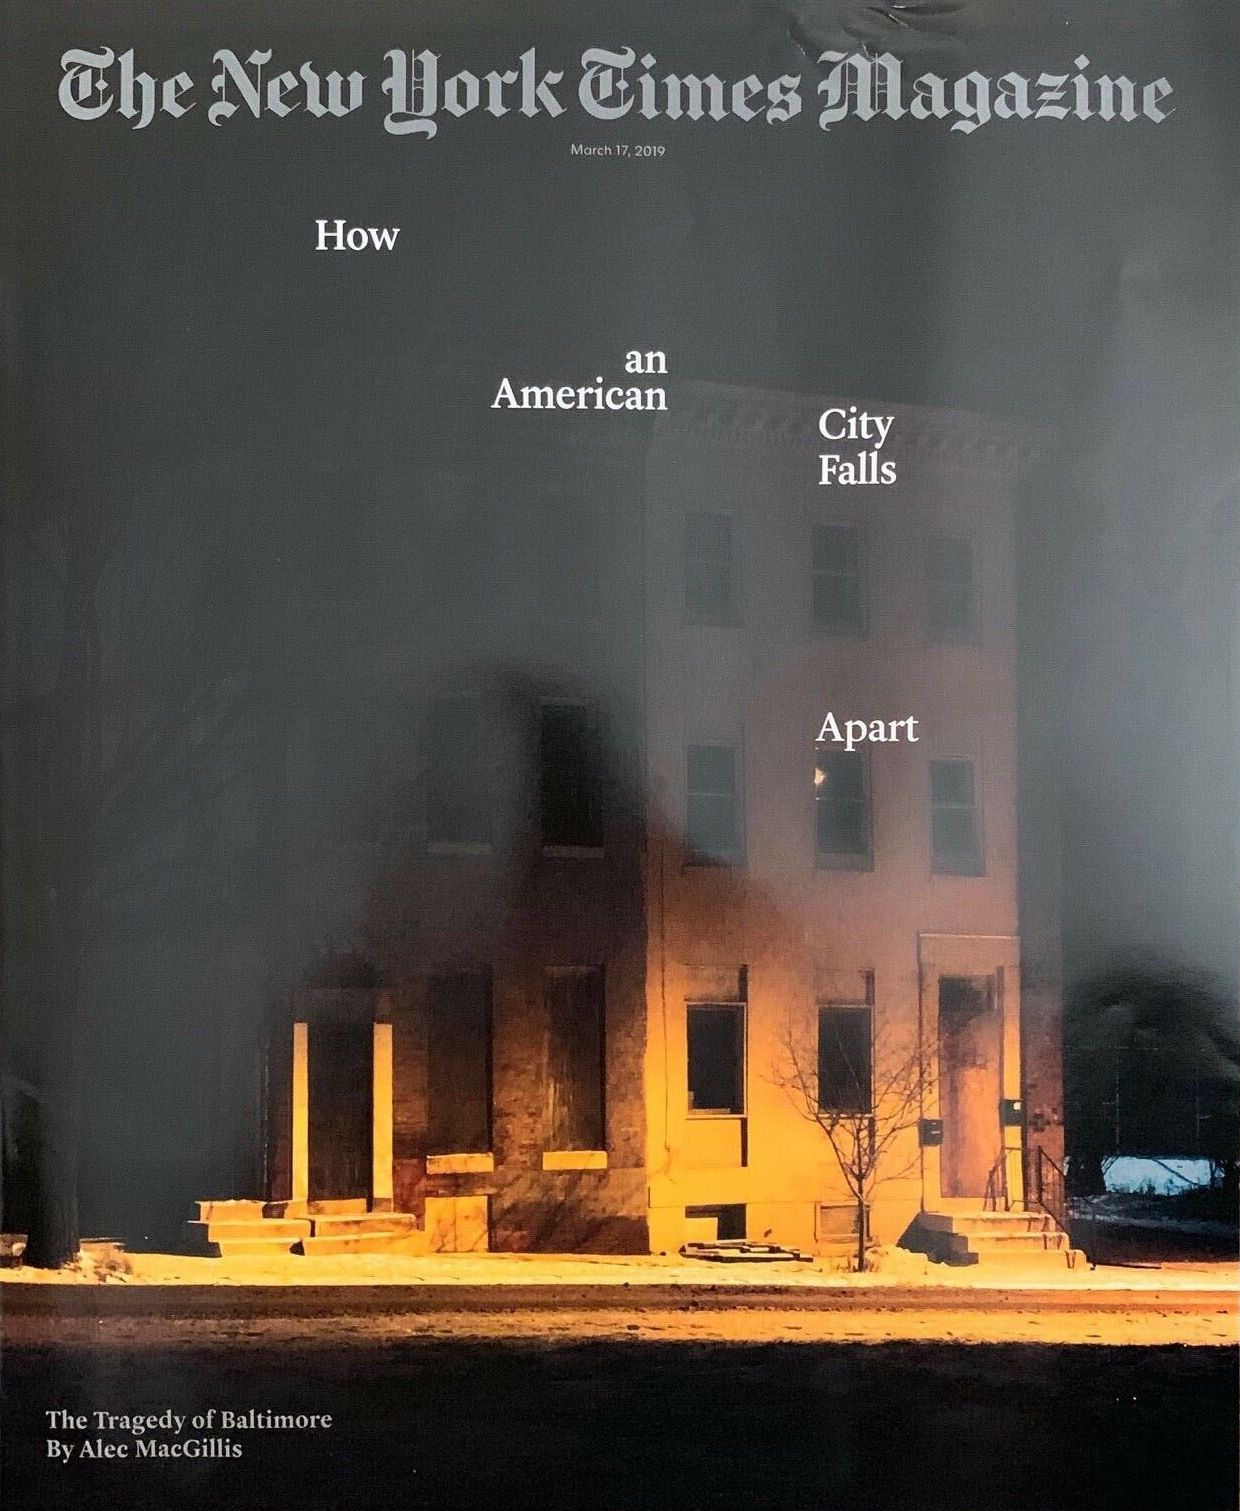 The New York Times Magazine
March 17, 2019
How
an
American
City
Falls
Apart
The Tragedy of Baltimore
By Alec MacGillis